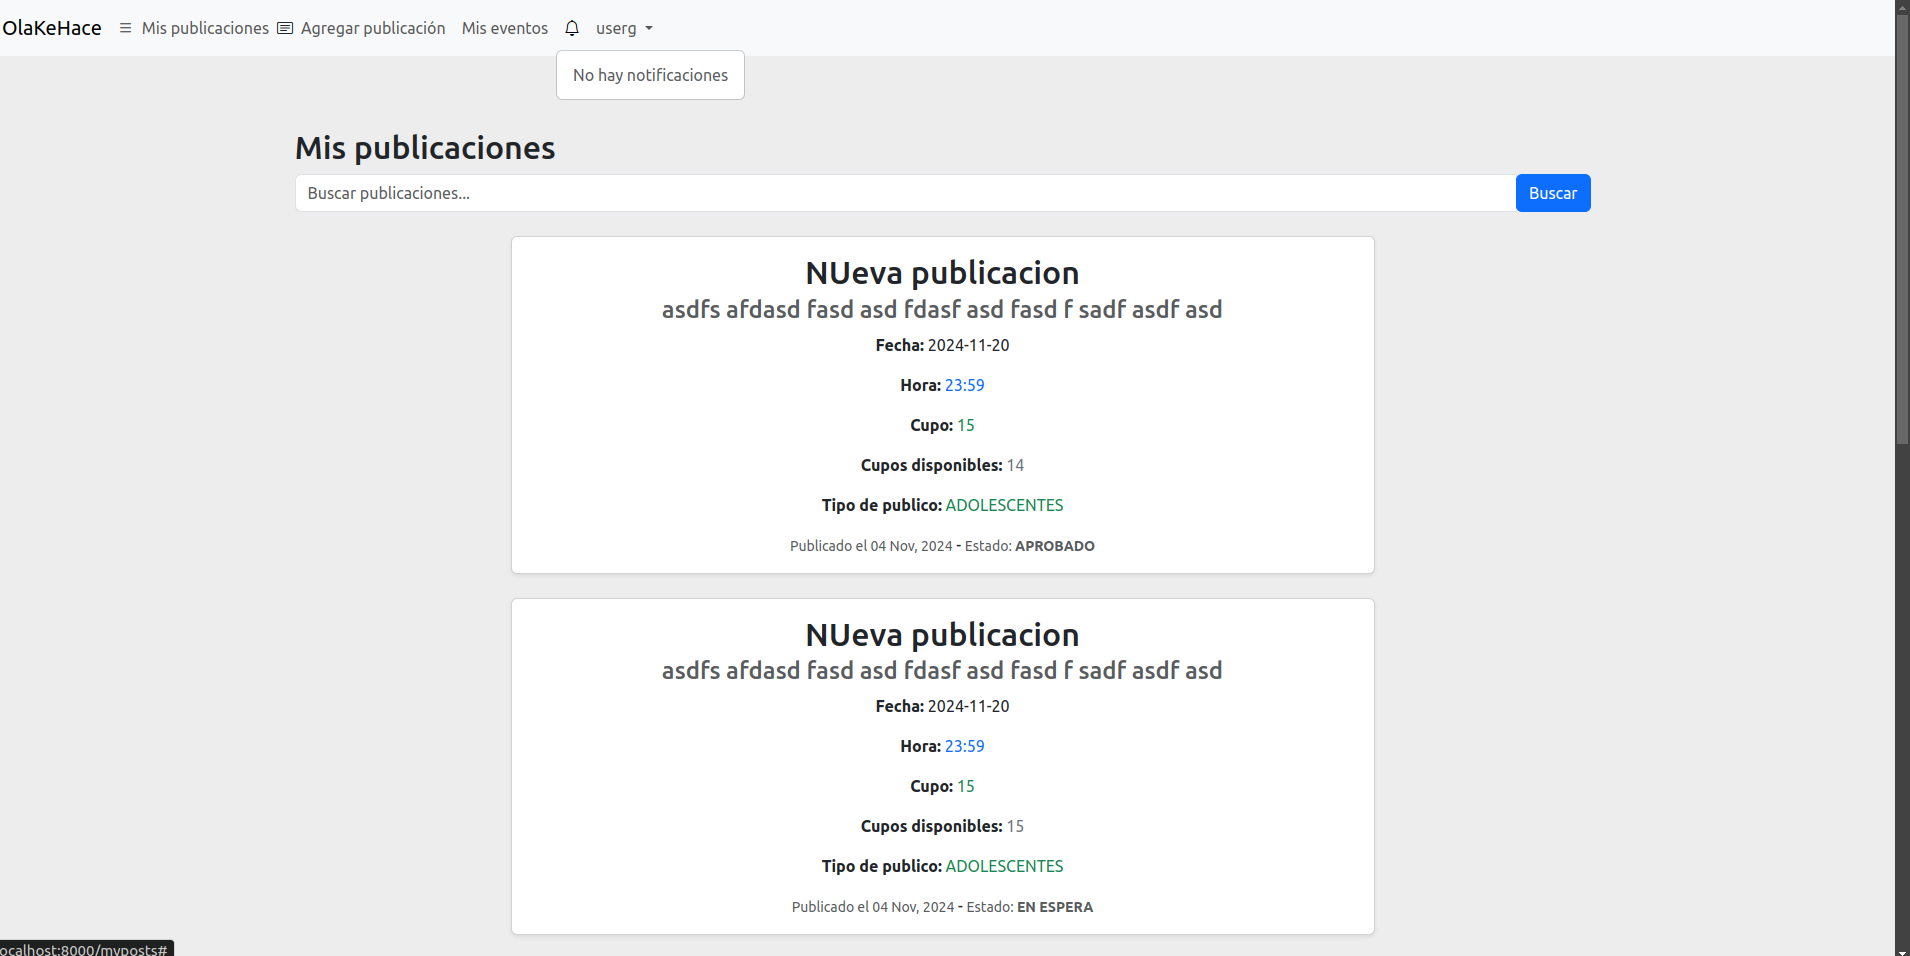 OlaKeHace Mis publicaciones Agregar publicación Mis eventos userg
No hay notificaciones
Mis publicaciones
Buscar publicaciones... Buscar
NUeva publicacion
asdfs afdasd fasd asd fdasf asd fasd f sadf asdf asd
Fecha: 2024-11-20
Hora: 23:59
Cupo: 15
Cupos disponibles: 14
Tipo de publico: ADOLESCENTES
Publicado el 04 Nov, 2024 - Estado: APROBADO
NUeva publicacion
asdfs afdasd fasd asd fdasf asd fasd f sadf asdf asd
Fecha: 2024-11-20
Hora: 23:59
Cupo: 15
Cupos disponibles: 15
Tipo de publico: ADOLESCENTES
Publicado el 04 Nov, 2024 - Estado: EN ESPERA
ocalhost:8000/myposts#